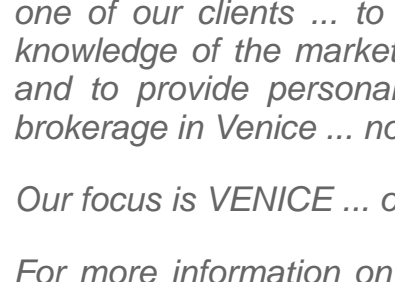 one of our clients ... to
knowledge of the market
and to provide personal
brokerage in Venice ... no
Our focus is VENICE ... o
For more information on